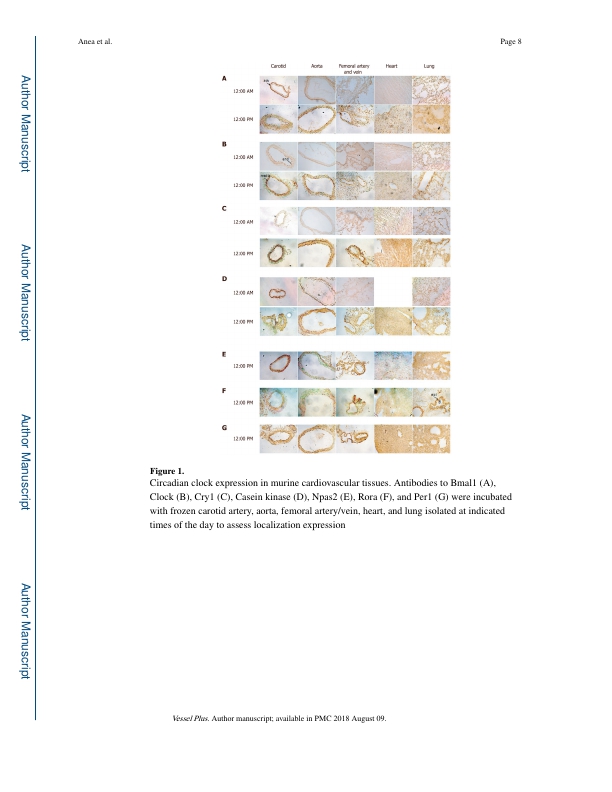 Anea et al.
Page 8
Author Manuscript
Author Manuscript
Author Manuscript
Author Manuscript
Carotid Aorta Femoral artery and vein Heart Lung
A
12:00 AM
12:00 PM
B
12:00 AM
12:00 PM
C
12:00 AM
12:00 PM
D
12:00 AM
12:00 PM
E
12:00 PM
F
12:00 PM
G
12:00 PM
Figure 1.
Circadian clock expression in murine cardiovascular tissues. Antibodies to Bmal1 (A),
Clock (B), Cry1 (C), Casein kinase (D), Npas2 (E), Rora (F), and Per1 (G) were incubated
with frozen carotid artery, aorta, femoral artery/vein, heart, and lung isolated at indicated
times of the day to assess localization expression
Vessel Plus. Author manuscript; available in PMC 2018 August 09.